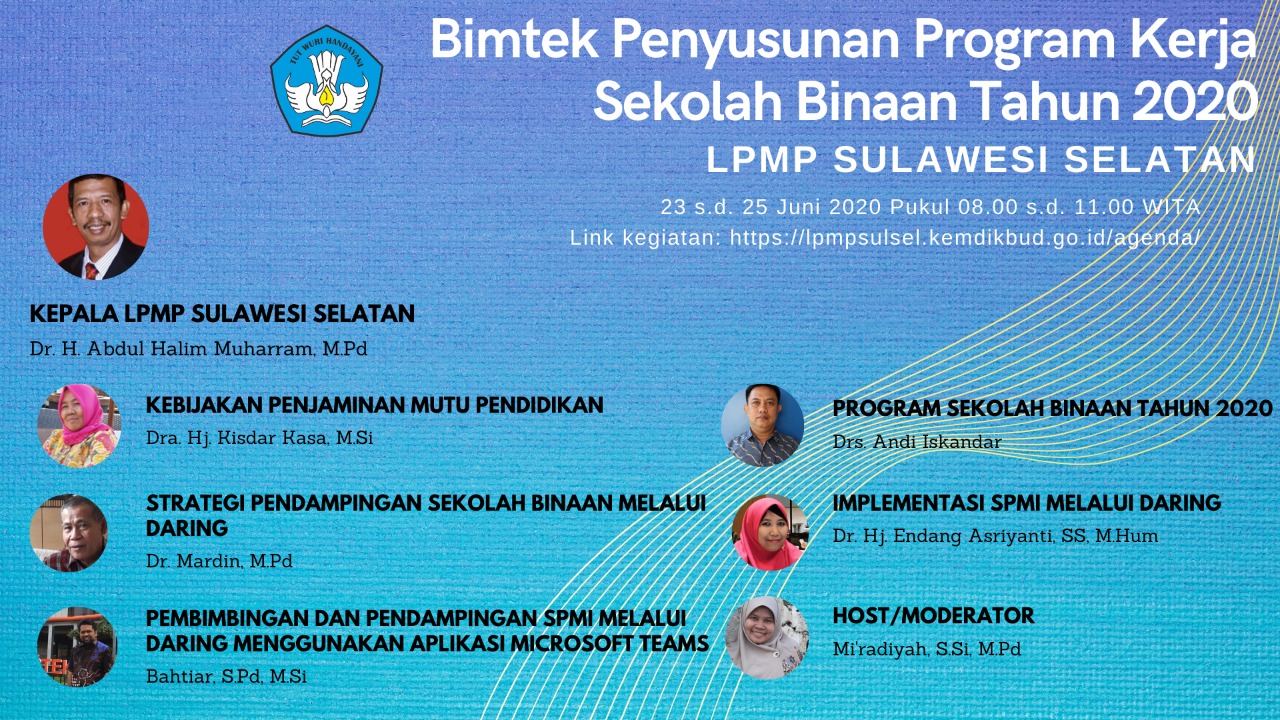 TUT WURI HANDAYANI
Bimtek Penyusunan Program Kerja
Sekolah Binaan Tahun 2020
LPMP SULAWESI SELATAN
23 s.d. 25 Juni 2020 Pukul 08.00 s.d. 11.00 WITA
Link kegiatan: https://lpmpsulsel.kemdikbud.go.id/agenda/
KEPALA LPMP SULAWESI SELATAN
Dr. H. Abdul Halim Muharram, M.Pd
KEBIJAKAN PENJAMINAN MUTU PENDIDIKAN
Dra. Hj. Kisdar Kasa, M.Si
STRATEGI PENDAMPINGAN SEKOLAH BINAAN MELALUI
DARING
Dr. Mardin, M.Pd
PEMBIMBINGAN DAN PENDAMPINGAN SPMI MELALUI
DARING MENGGUNAKAN APLIKASI MICROSOFT TEAMS
Bahtiar, S.Pd, M.Si
PROGRAM SEKOLAH BINAAN TAHUN 2020
Drs. Andi Iskandar
IMPLEMENTASI SPMI MELALUI DARING
Dr. Hj. Endang Asriyanti, SS, M.Hum
HOST/MODERATOR
Mi'radiyah, S.Si, M.Pd